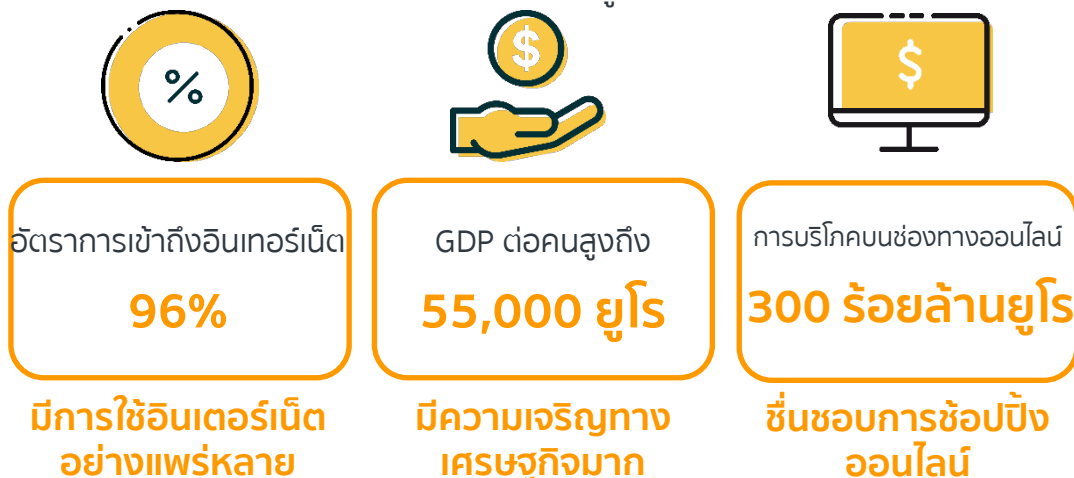 %
$
$
อัตราการเข้าถึงอินเทอร์เน็ต
96%
มีการใช้อินเตอร์เน็ต
อย่างแพร่หลาย
GDP ต่อคนสูงถึง
55,000 ยูโร
มีความเจริญทาง
เศรษฐกิจมาก
การบริโภคบนช่องทางออนไลน์
300 ร้อยล้านยูโร
ชื่นชอบการช้อปปิ้ง
ออนไลน์